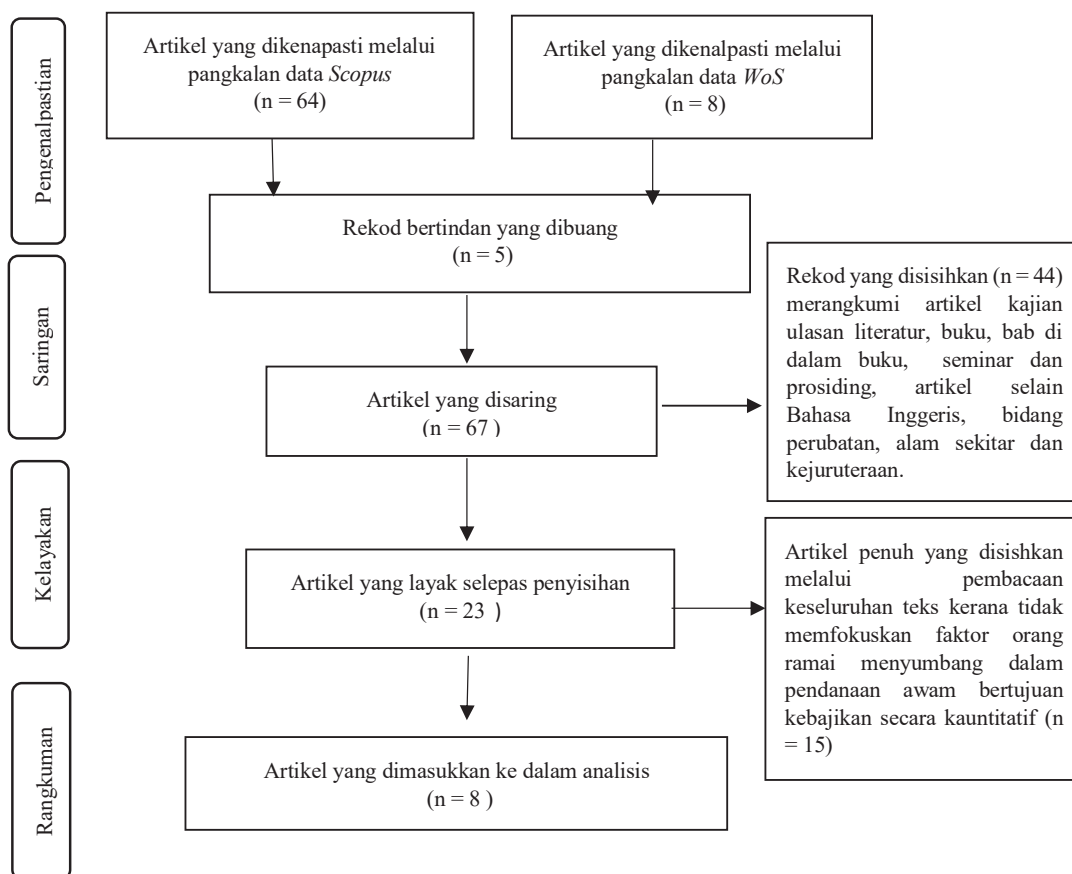 Pengenalpastian
Artikel yang dikenapasti melalui
pangkalan data Scopus
(n = 64)
Artikel yang dikenalpasti melalui
pangkalan data WoS
(n = 8)
Rekod bertindan yang dibuang
(n = 5)
Saringan
Artikel yang disaring
(n = 67 )
Rekod yang disisihkan (n = 44)
merangkumi artikel kajian
ulasan literatur, buku, bab di
dalam buku, seminar dan
prosiding, artikel selain
Bahasa Inggeris, bidang
perubatan, alam sekitar dan
kejuruteraan.
Kelayakan
Artikel yang layak selepas penyisihan
(n = 23 )
Artikel penuh yang disishkan
melalui pembacaan
keseluruhan teks kerana tidak
memfokuskan faktor orang
ramai menyumbang dalam
pendanaan awam bertujuan
kebajikan secara kauntitatif (n
= 15)
Rangkuman
Artikel yang dimasukkan ke dalam analisis
(n = 8 )